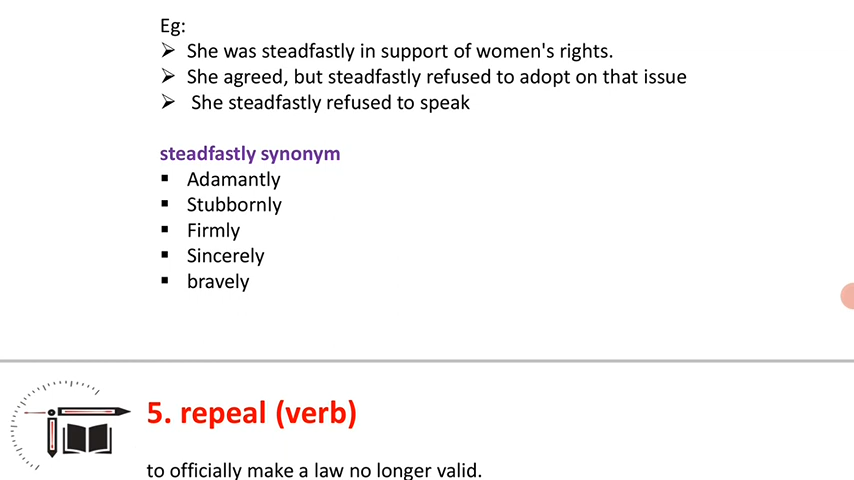 Eg:
➢ She was steadfastly in support of women's rights.
➢ She agreed, but steadfastly refused to adopt on that issue
➢ She steadfastly refused to speak
steadfastly synonym
▪ Adamantly
▪ Stubbornly
▪ Firmly
▪ Sincerely
▪ bravely
5. repeal (verb)
to officially make a law no longer valid.